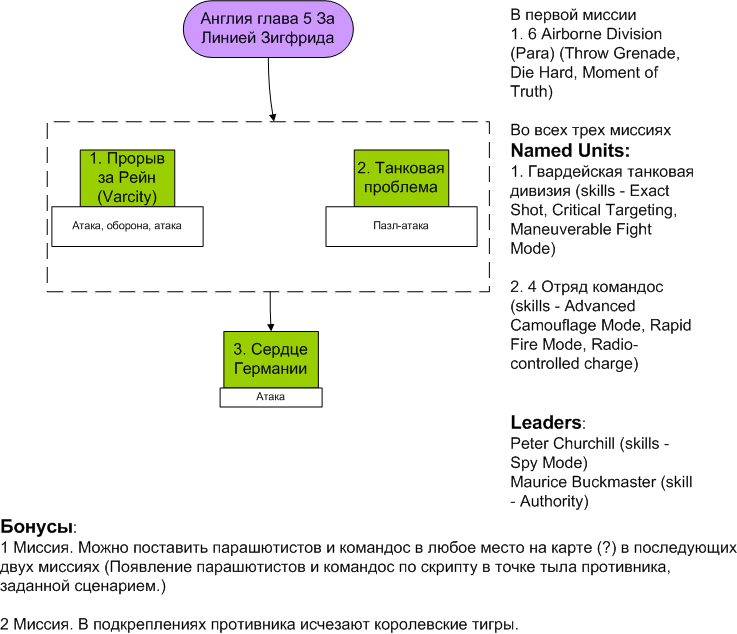 Англия глава 5 За
Линией Зигфрида
1. Прорыв
за Рейн
(Varcity)
Атака, оборона, атака
2. Танковая
проблема
Пазл-атака
3. Сердце
Германии
Атака
В первой миссии
1. 6 Airborne Division
(Para) (Throw Grenade,
Die Hard, Moment of
Truth)
Во всех трех миссиях
Named Units:
1. Гвардейская танковая
дивизия (skills - Exact
Shot, Critical Targeting,
Maneuverable Fight
Mode)
2. 4 Отряд командос
(skills - Advanced
Camouflage Mode, Rapid
Fire Mode, Radio-
controlled charge)
Leaders:
Peter Churchill (skills -
Spy Mode)
Maurice Buckmaster (skill
- Authority)
Бонусы:
1 Миссия. Можно поставить парашютистов и командос в любое место на карте (?) в последующих
двух миссиях (Появление парашютистов и командос по скрипту в точке тыла противника,
заданной сценарием.)
2 Миссия. В подкреплениях противника исчезают королевские тигры.